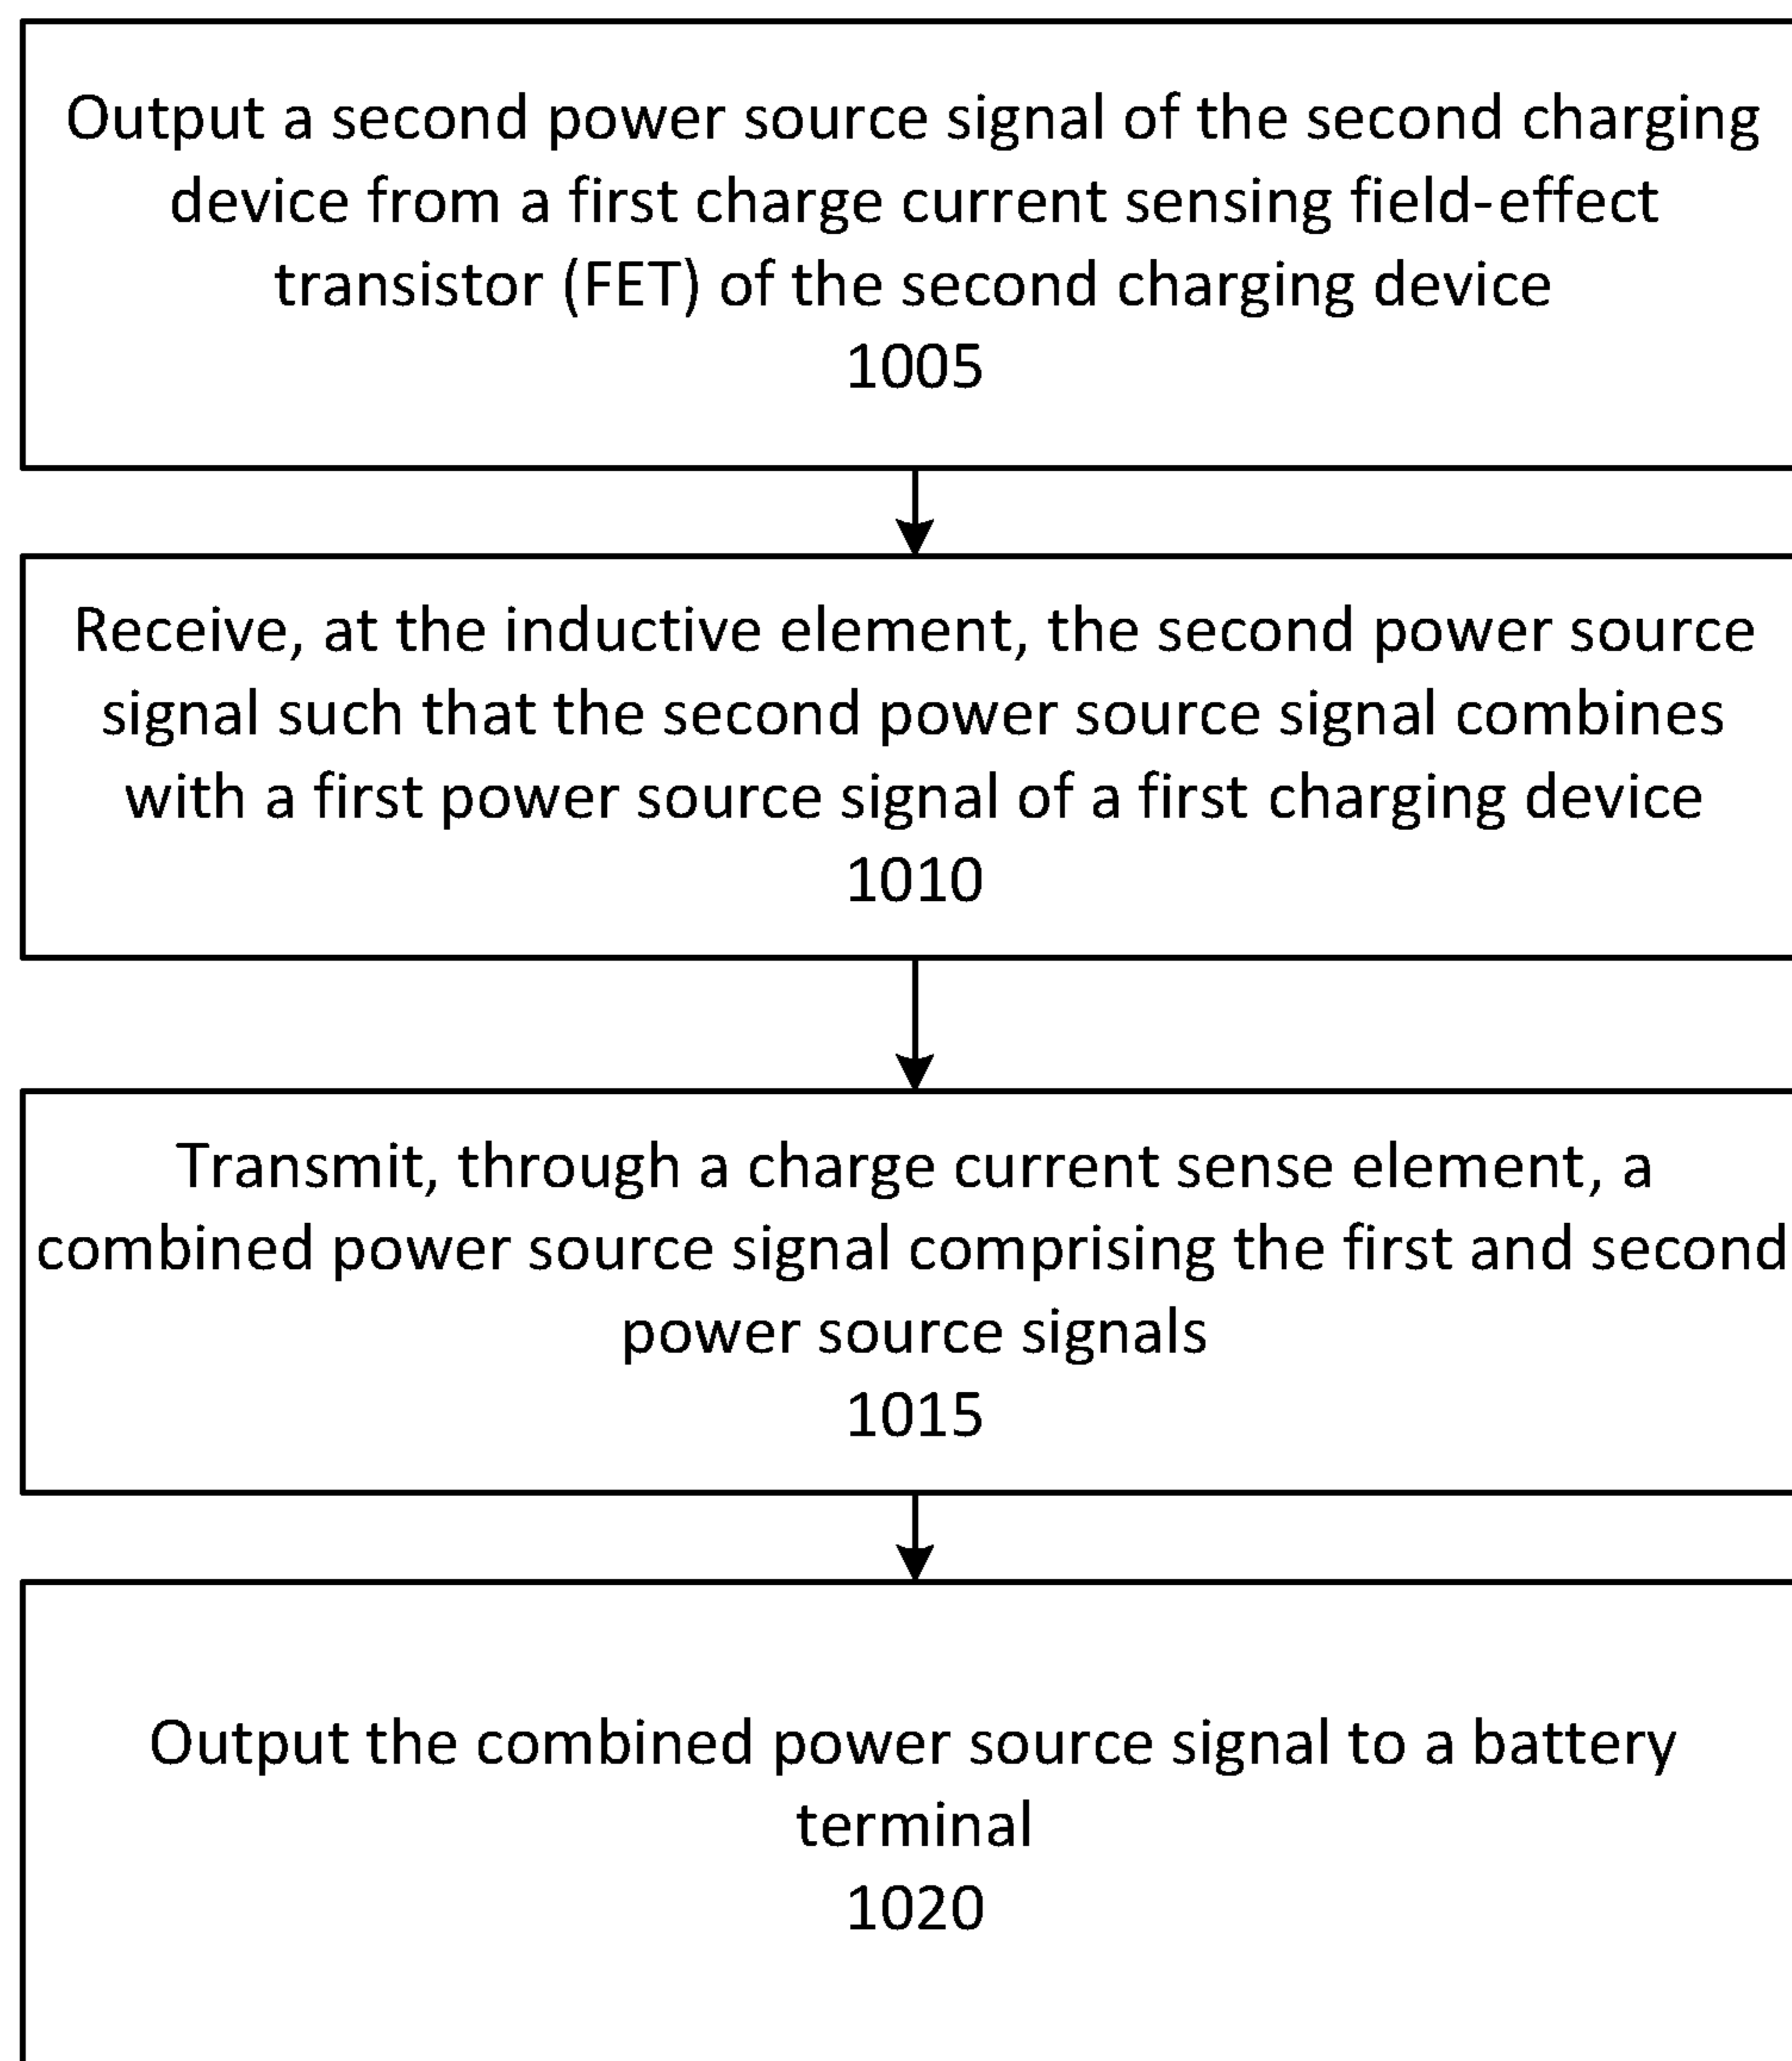 Output a second power source signal of the second charging
device from a first charge current sensing field-effect
transistor (FET) of the second charging device
1005
Receive, at the inductive element, the second power source
signal such that the second power source signal combines
with a first power source signal of a first charging device
1010
Transmit, through a charge current sense element, a
combined power source signal comprising the first and second
power source signals
1015
Output the combined power source signal to a battery
terminal
1020